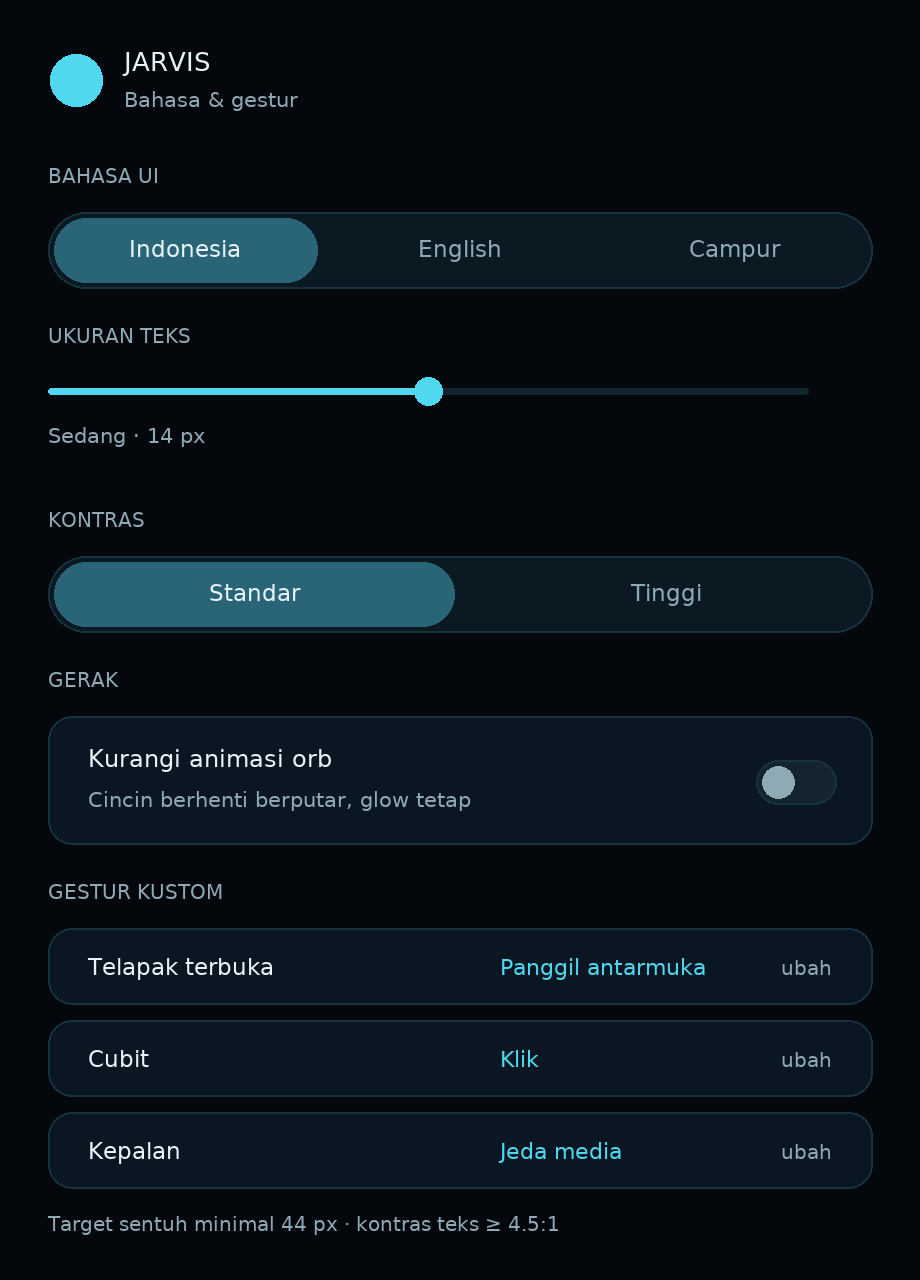 JARVIS
Bahasa & gestur
BAHASA UI
Indonesia English Campur
UKURAN TEKS
Sedang · 14 px
KONTRAS
Standar Tinggi
GERAK
Kurangi animasi orb
Cincin berhenti berputar, glow tetap
GESTUR KUSTOM
Telapak terbuka Panggil antarmuka ubah
Cubit Klik ubah
Kepalan Jeda media ubah
Target sentuh minimal 44 px · kontras teks ≥ 4.5:1